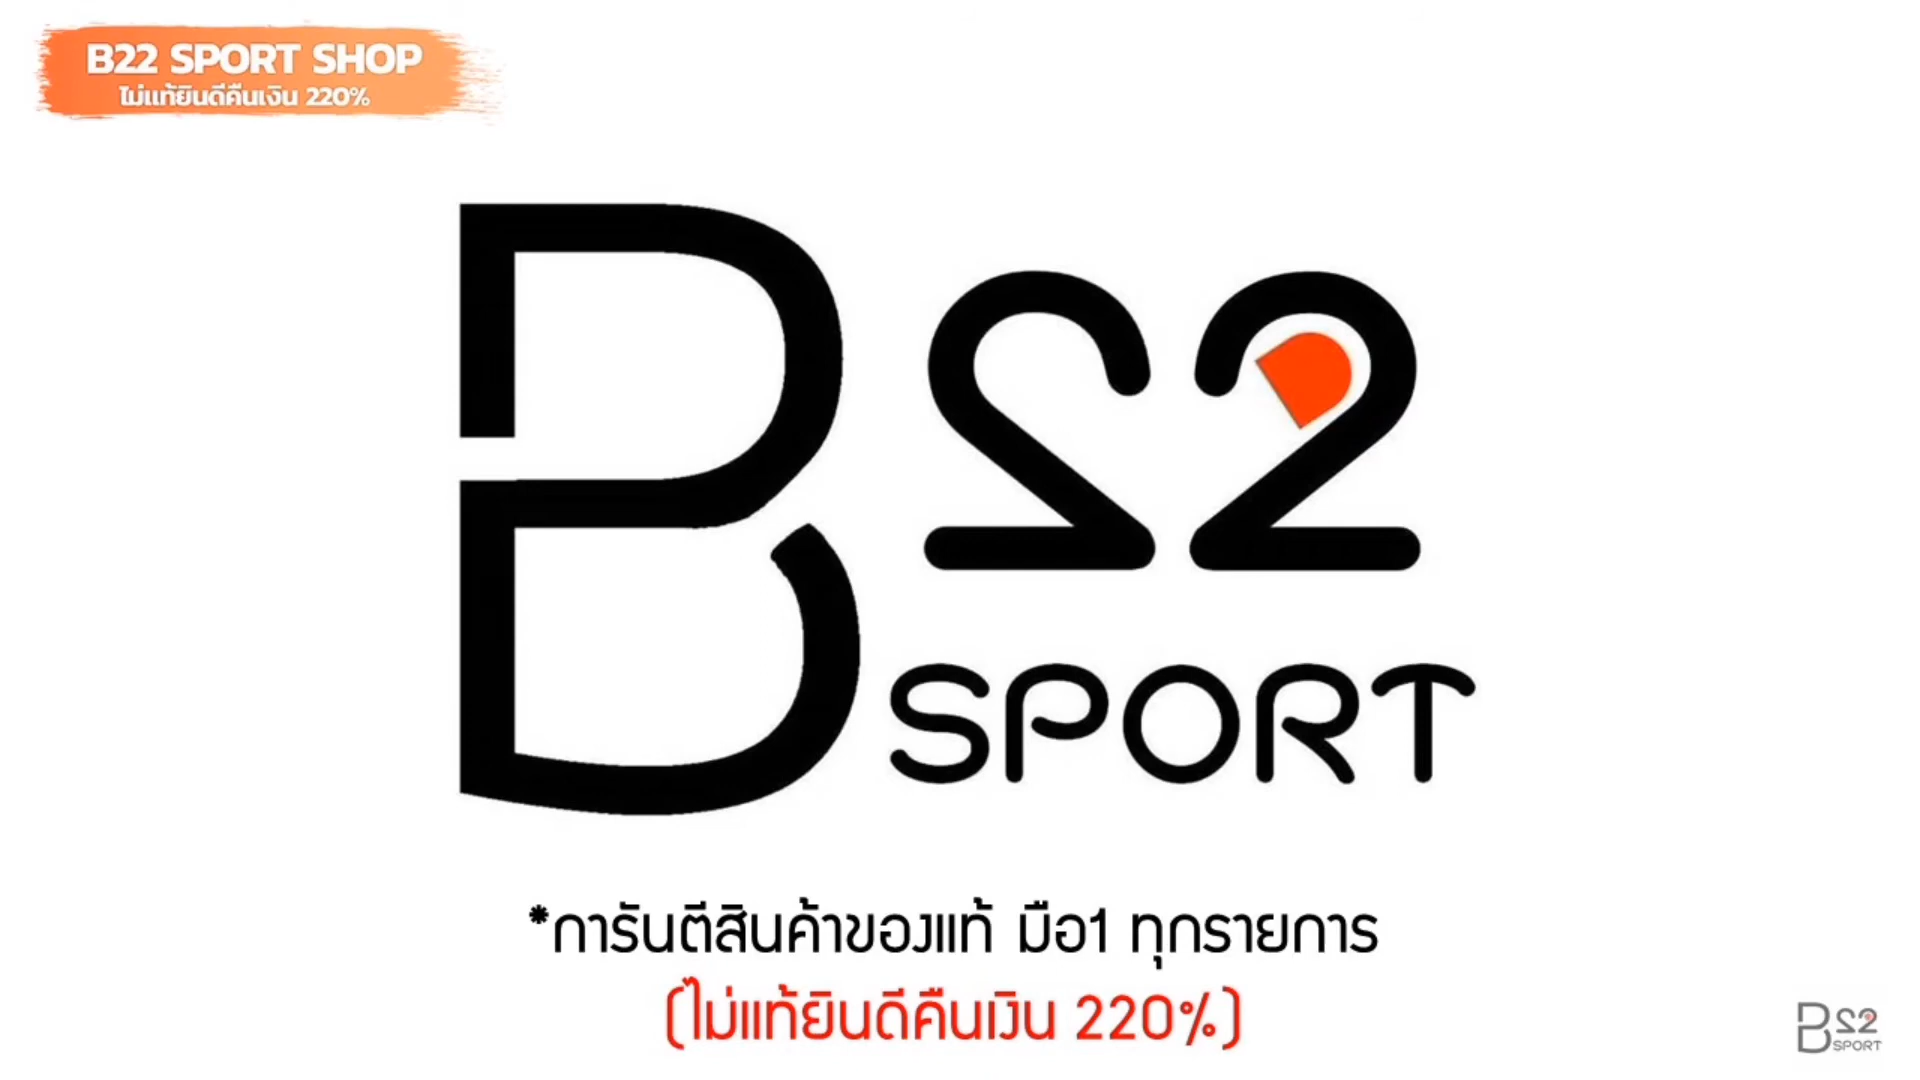 B22 SPORT SHOP
ไม่แท้ยินดีคืนเงิน 220%
B22
SPORT
*การันตีสินค้าของแท้ มือ1 ทุกรายการ
(ไม่แท้ยินดีคืนเงิน 220%)
B22
SPORT